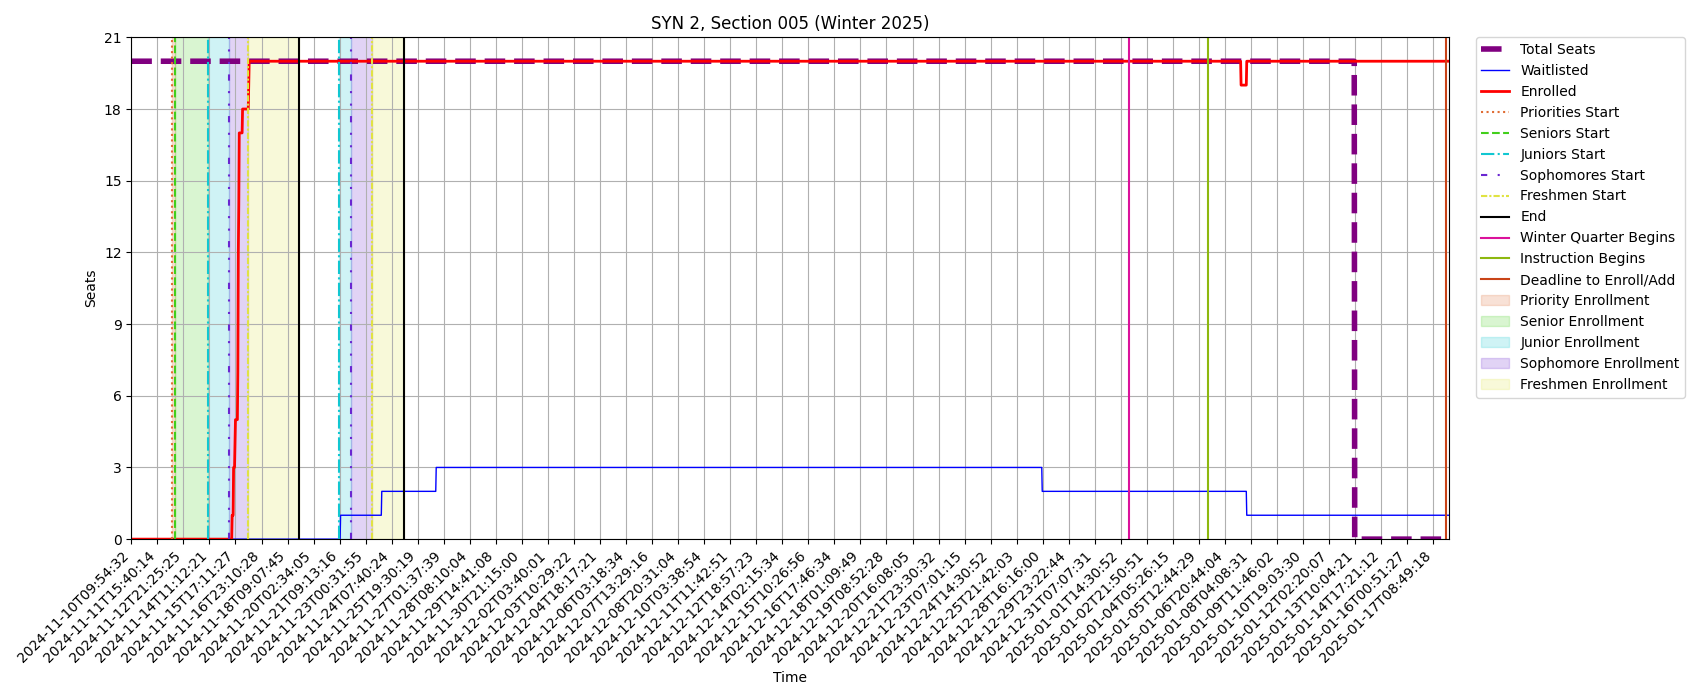 SYN 2, Section 005 (Winter 2025)
21
18
15
12
9
6
3
0
Seats
2024-11-10T09:54:32
2024-11-11T15:40:14
2024-11-12T21:25:25
2024-11-14T11:12:21
2024-11-15T17:11:27
2024-11-16T23:10:28
2024-11-18T09:07:45
2024-11-20T02:34:05
2024-11-21T09:13:16
2024-11-23T00:31:55
2024-11-24T07:40:24
2024-11-25T19:30:19
2024-11-27T01:37:39
2024-11-28T08:10:04
2024-11-29T14:41:08
2024-11-30T21:15:00
2024-12-02T03:40:01
2024-12-03T10:29:22
2024-12-04T18:17:21
2024-12-06T03:18:34
2024-12-07T13:29:16
2024-12-08T20:31:04
2024-12-10T03:38:54
2024-12-11T11:42:51
2024-12-12T18:57:23
2024-12-14T02:15:34
2024-12-15T10:26:56
2024-12-16T17:46:34
2024-12-18T01:09:49
2024-12-19T08:52:28
2024-12-20T16:08:05
2024-12-21T23:30:32
2024-12-23T07:01:15
2024-12-24T14:30:52
2024-12-25T21:42:03
2024-12-28T16:16:00
2024-12-29T23:22:44
2024-12-31T07:07:31
2025-01-01T14:30:52
2025-01-02T21:50:51
2025-01-04T05:26:15
2025-01-05T12:44:29
2025-01-06T20:44:04
2025-01-08T04:08:31
2025-01-09T11:46:02
2025-01-10T19:03:30
2025-01-12T02:20:07
2025-01-13T10:04:21
2025-01-14T17:21:12
2025-01-16T00:51:27
2025-01-17T08:49:18
Time
Total Seats
Waitlisted
Enrolled
Priorities Start
Seniors Start
Juniors Start
Sophomores Start
Freshmen Start
End
Winter Quarter Begins
Instruction Begins
Deadline to Enroll/Add
Priority Enrollment
Senior Enrollment
Junior Enrollment
Sophomore Enrollment
Freshmen Enrollment